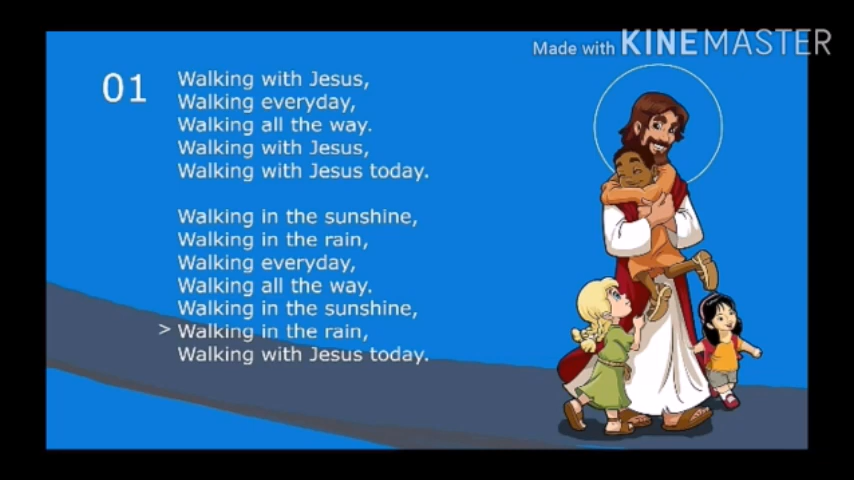 Made with KINEMASTER
01
Walking with Jesus,
Walking everyday,
Walking all the way.
Walking with Jesus,
Walking with Jesus today.
Walking in the sunshine,
Walking in the rain,
Walking everyday,
Walking all the way.
Walking in the sunshine,
> Walking in the rain,
Walking with Jesus today.